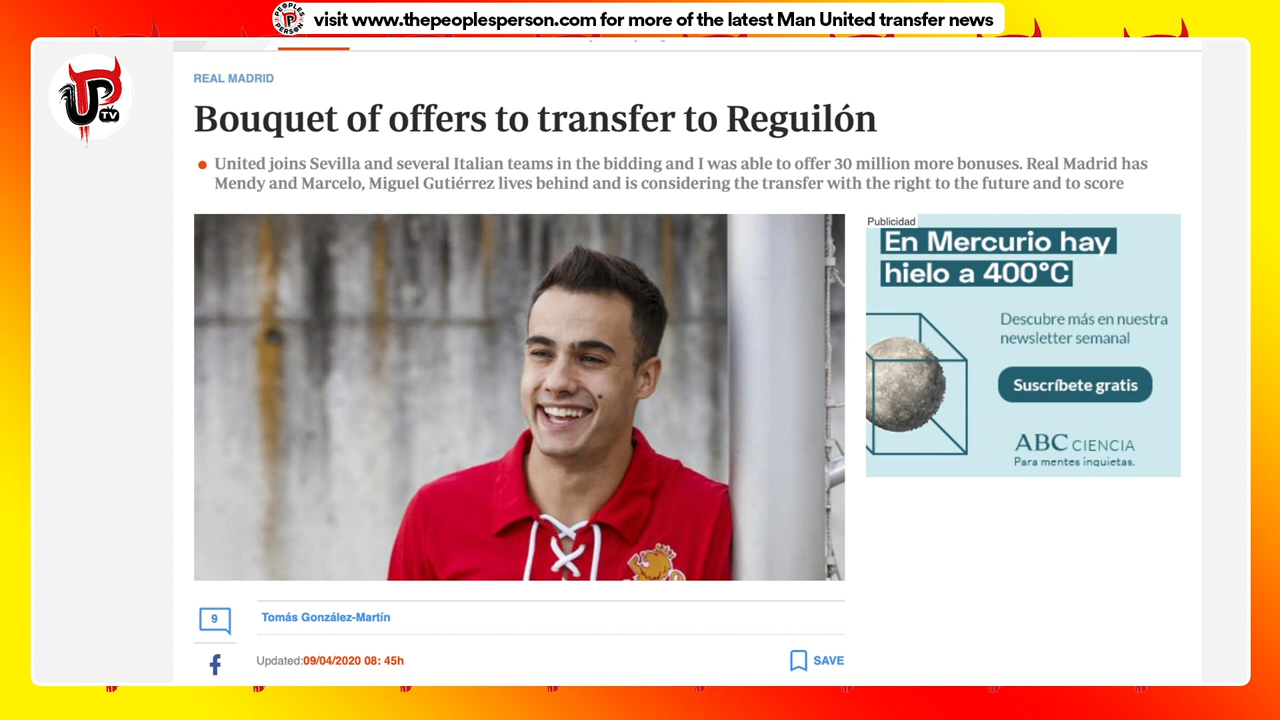 PEOPLES PERSON
visit www.thepeoplesperson.com for more of the latest Man United transfer news
UP
TV
REAL MADRID
Bouquet of offers to transfer to Reguilón
United joins Sevilla and several Italian teams in the bidding and I was able to offer 30 million more bonuses. Real Madrid has
Mendy and Marcelo, Miguel Gutiérrez lives behind and is considering the transfer with the right to the future and to score
Publicidad
En Mercurio hay
hielo a 400°C
Descubre más en nuestra
newsletter semanal
Suscríbete gratis
ABC CIENCIA
Para mentes inquietas.
9
Tomás González-Martín
Updated:09/04/2020 08: 45h
SAVE